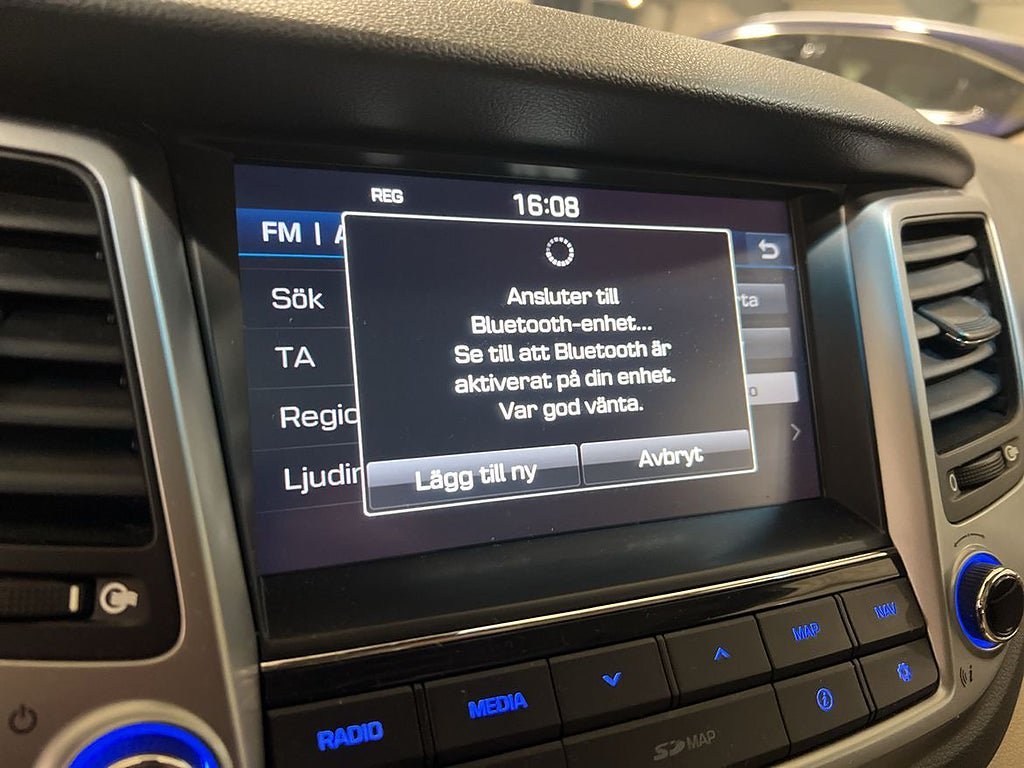 REG 16:08
FM |
Sök
TA
Ansluter till
Bluetooth-enhet...
Se till att Bluetooth är
aktiverat på din enhet.
Var god vänta.
Lägg till ny Avbryt
RADIO
MEDIA
MAP
NAV
SD MAP